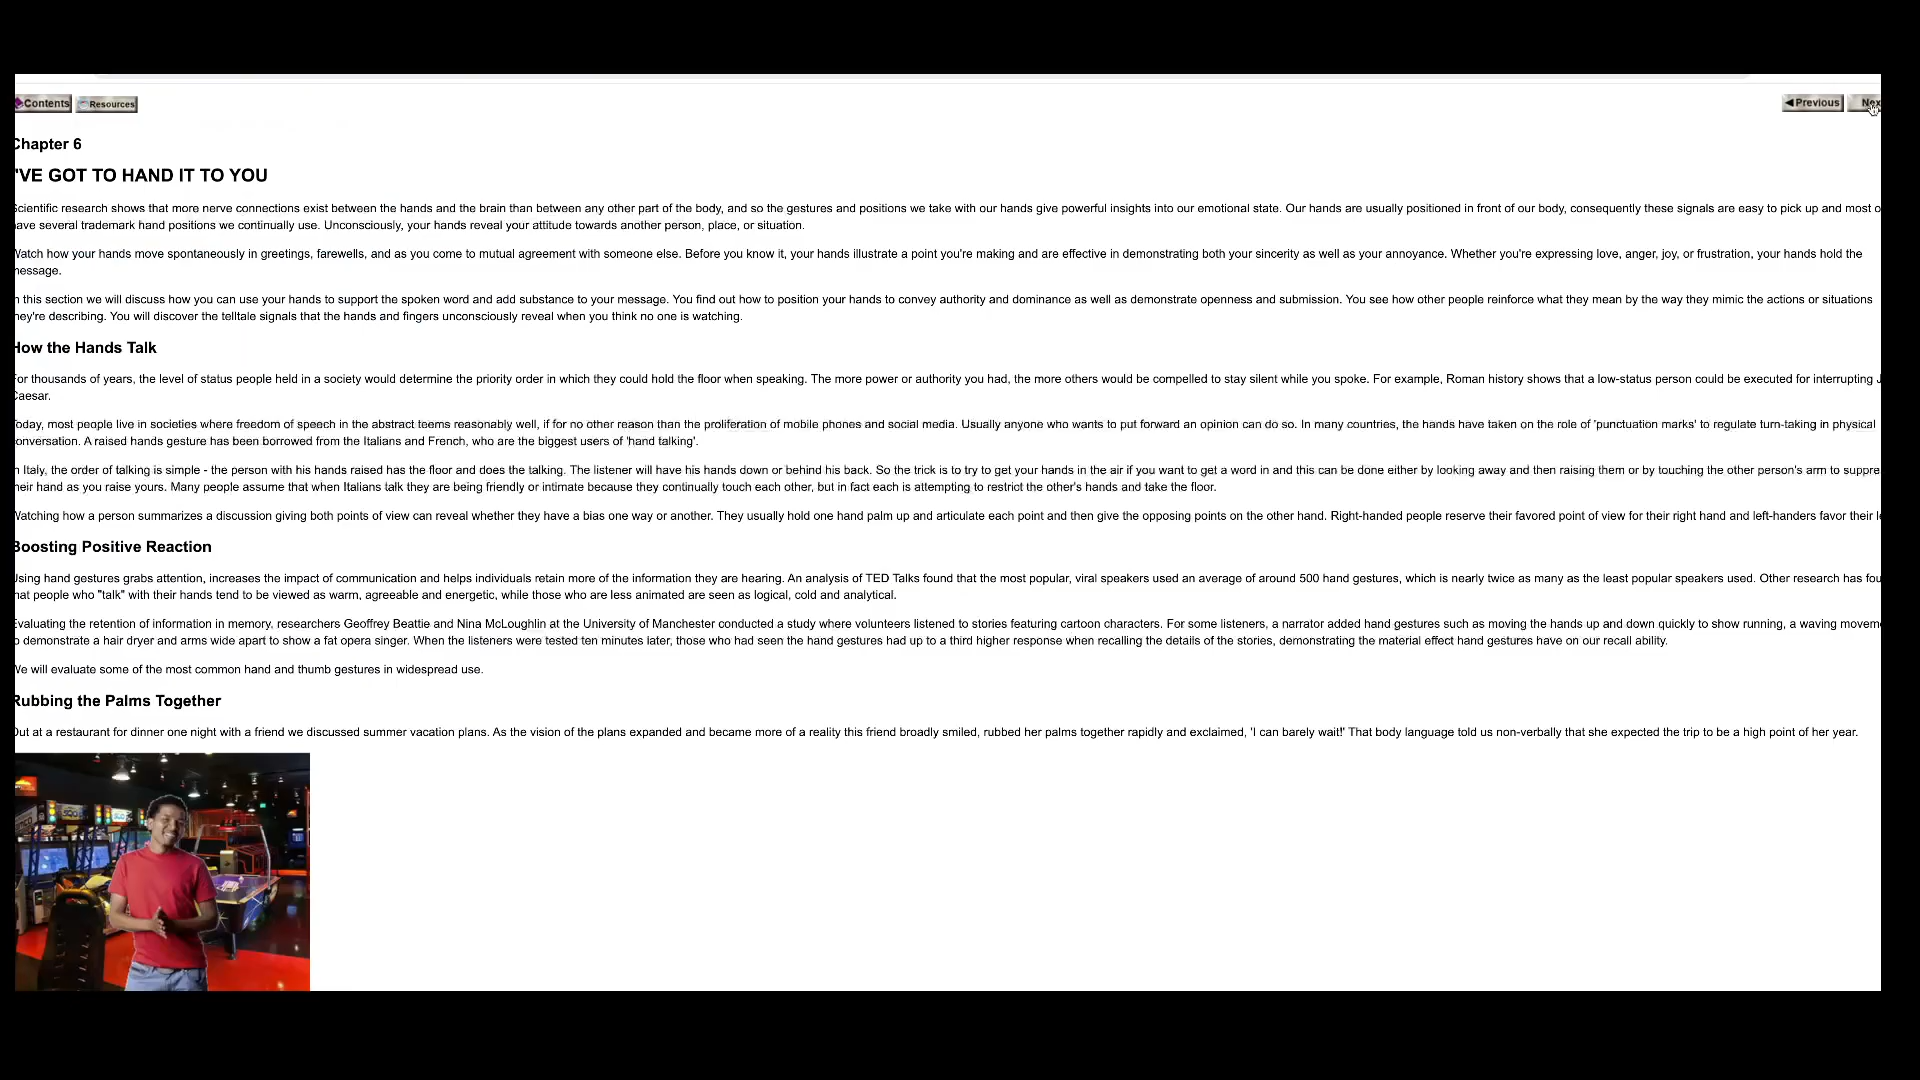 Contents
Resources
Previous
Chapter 6
'VE GOT TO HAND IT TO YOU
Scientific research shows that more nerve connections exist between the hands and the brain than between any other part of the body, and so the gestures and positions we take with our hands give powerful insights into our emotional state. Our hands are usually positioned in front of our body, consequently these signals are easy to pick up and most
have several trademark hand positions we continually use. Unconsciously, your hands reveal your attitude towards another person, place, or situation.
Watch how your hands move spontaneously in greetings, farewells, and as you come to mutual agreement with someone else. Before you know it, your hands illustrate a point you're making and are effective in demonstrating both your sincerity as well as your annoyance. Whether you're expressing love, anger, joy, or frustration, your hands hold the
message.
n this section we will discuss how you can use your hands to support the spoken word and add substance to your message. You find out how to position your hands to convey authority and dominance as well as demonstrate openness and submission. You see how other people reinforce what they mean by the way they mimic the actions or situations
hey're describing. You will discover the telltale signals that the hands and fingers unconsciously reveal when you think no one is watching.
How the Hands Talk
For thousands of years, the level of status people held in a society would determine the priority order in which they could hold the floor when speaking. The more power or authority you had, the more others would be compelled to stay silent while you spoke. For example, Roman history shows that a low-status person could be executed for interrupting
Caesar.
Today, most people live in societies where freedom of speech in the abstract teems reasonably well, if for no other reason than the proliferation of mobile phones and social media. Usually anyone who wants to put forward an opinion can do so. In many countries, the hands have taken on the role of 'punctuation marks' to regulate turn-taking in physical
conversation. A raised hands gesture has been borrowed from the Italians and French, who are the biggest users of 'hand talking'.
n Italy, the order of talking is simple - the person with his hands raised has the floor and does the talking. The listener will have his hands down or behind his back. So the trick is to try to get your hands in the air if you want to get a word in and this can be done either by looking away and then raising them or by touching the other person's arm to suppre
heir hand as you raise yours. Many people assume that when Italians talk they are being friendly or intimate because they continually touch each other, but in fact each is attempting to restrict the other's hands and take the floor.
Watching how a person summarizes a discussion giving both points of view can reveal whether they have a bias one way or another. They usually hold one hand palm up and articulate each point and then give the opposing points on the other hand. Right-handed people reserve their favored point of view for their right hand and left-handers favor their
Boosting Positive Reaction
Using hand gestures grabs attention, increases the impact of communication and helps individuals retain more of the information they are hearing. An analysis of TED Talks found that the most popular, viral speakers used an average of around 500 hand gestures, which is nearly twice as many as the least popular speakers used. Other research has fou
hat people who "talk" with their hands tend to be viewed as warm, agreeable and energetic, while those who are less animated are seen as logical, cold and analytical.
Evaluating the retention of information in memory, researchers Geoffrey Beattie and Nina McLoughlin at the University of Manchester conducted a study where volunteers listened to stories featuring cartoon characters. For some listeners, a narrator added hand gestures such as moving the hands up and down quickly to show running, a waving movem
o demonstrate a hair dryer and arms wide apart to show a fat opera singer. When the listeners were tested ten minutes later, those who had seen the hand gestures had up to a third higher response when recalling the details of the stories, demonstrating the material effect hand gestures have on our recall ability.
We will evaluate some of the most common hand and thumb gestures in widespread use.
Rubbing the Palms Together
Out at a restaurant for dinner one night with a friend we discussed summer vacation plans. As the vision of the plans expanded and became more of a reality this friend broadly smiled, rubbed her palms together rapidly and exclaimed, 'I can barely wait!' That body language told us non-verbally that she expected the trip to be a high point of her year.